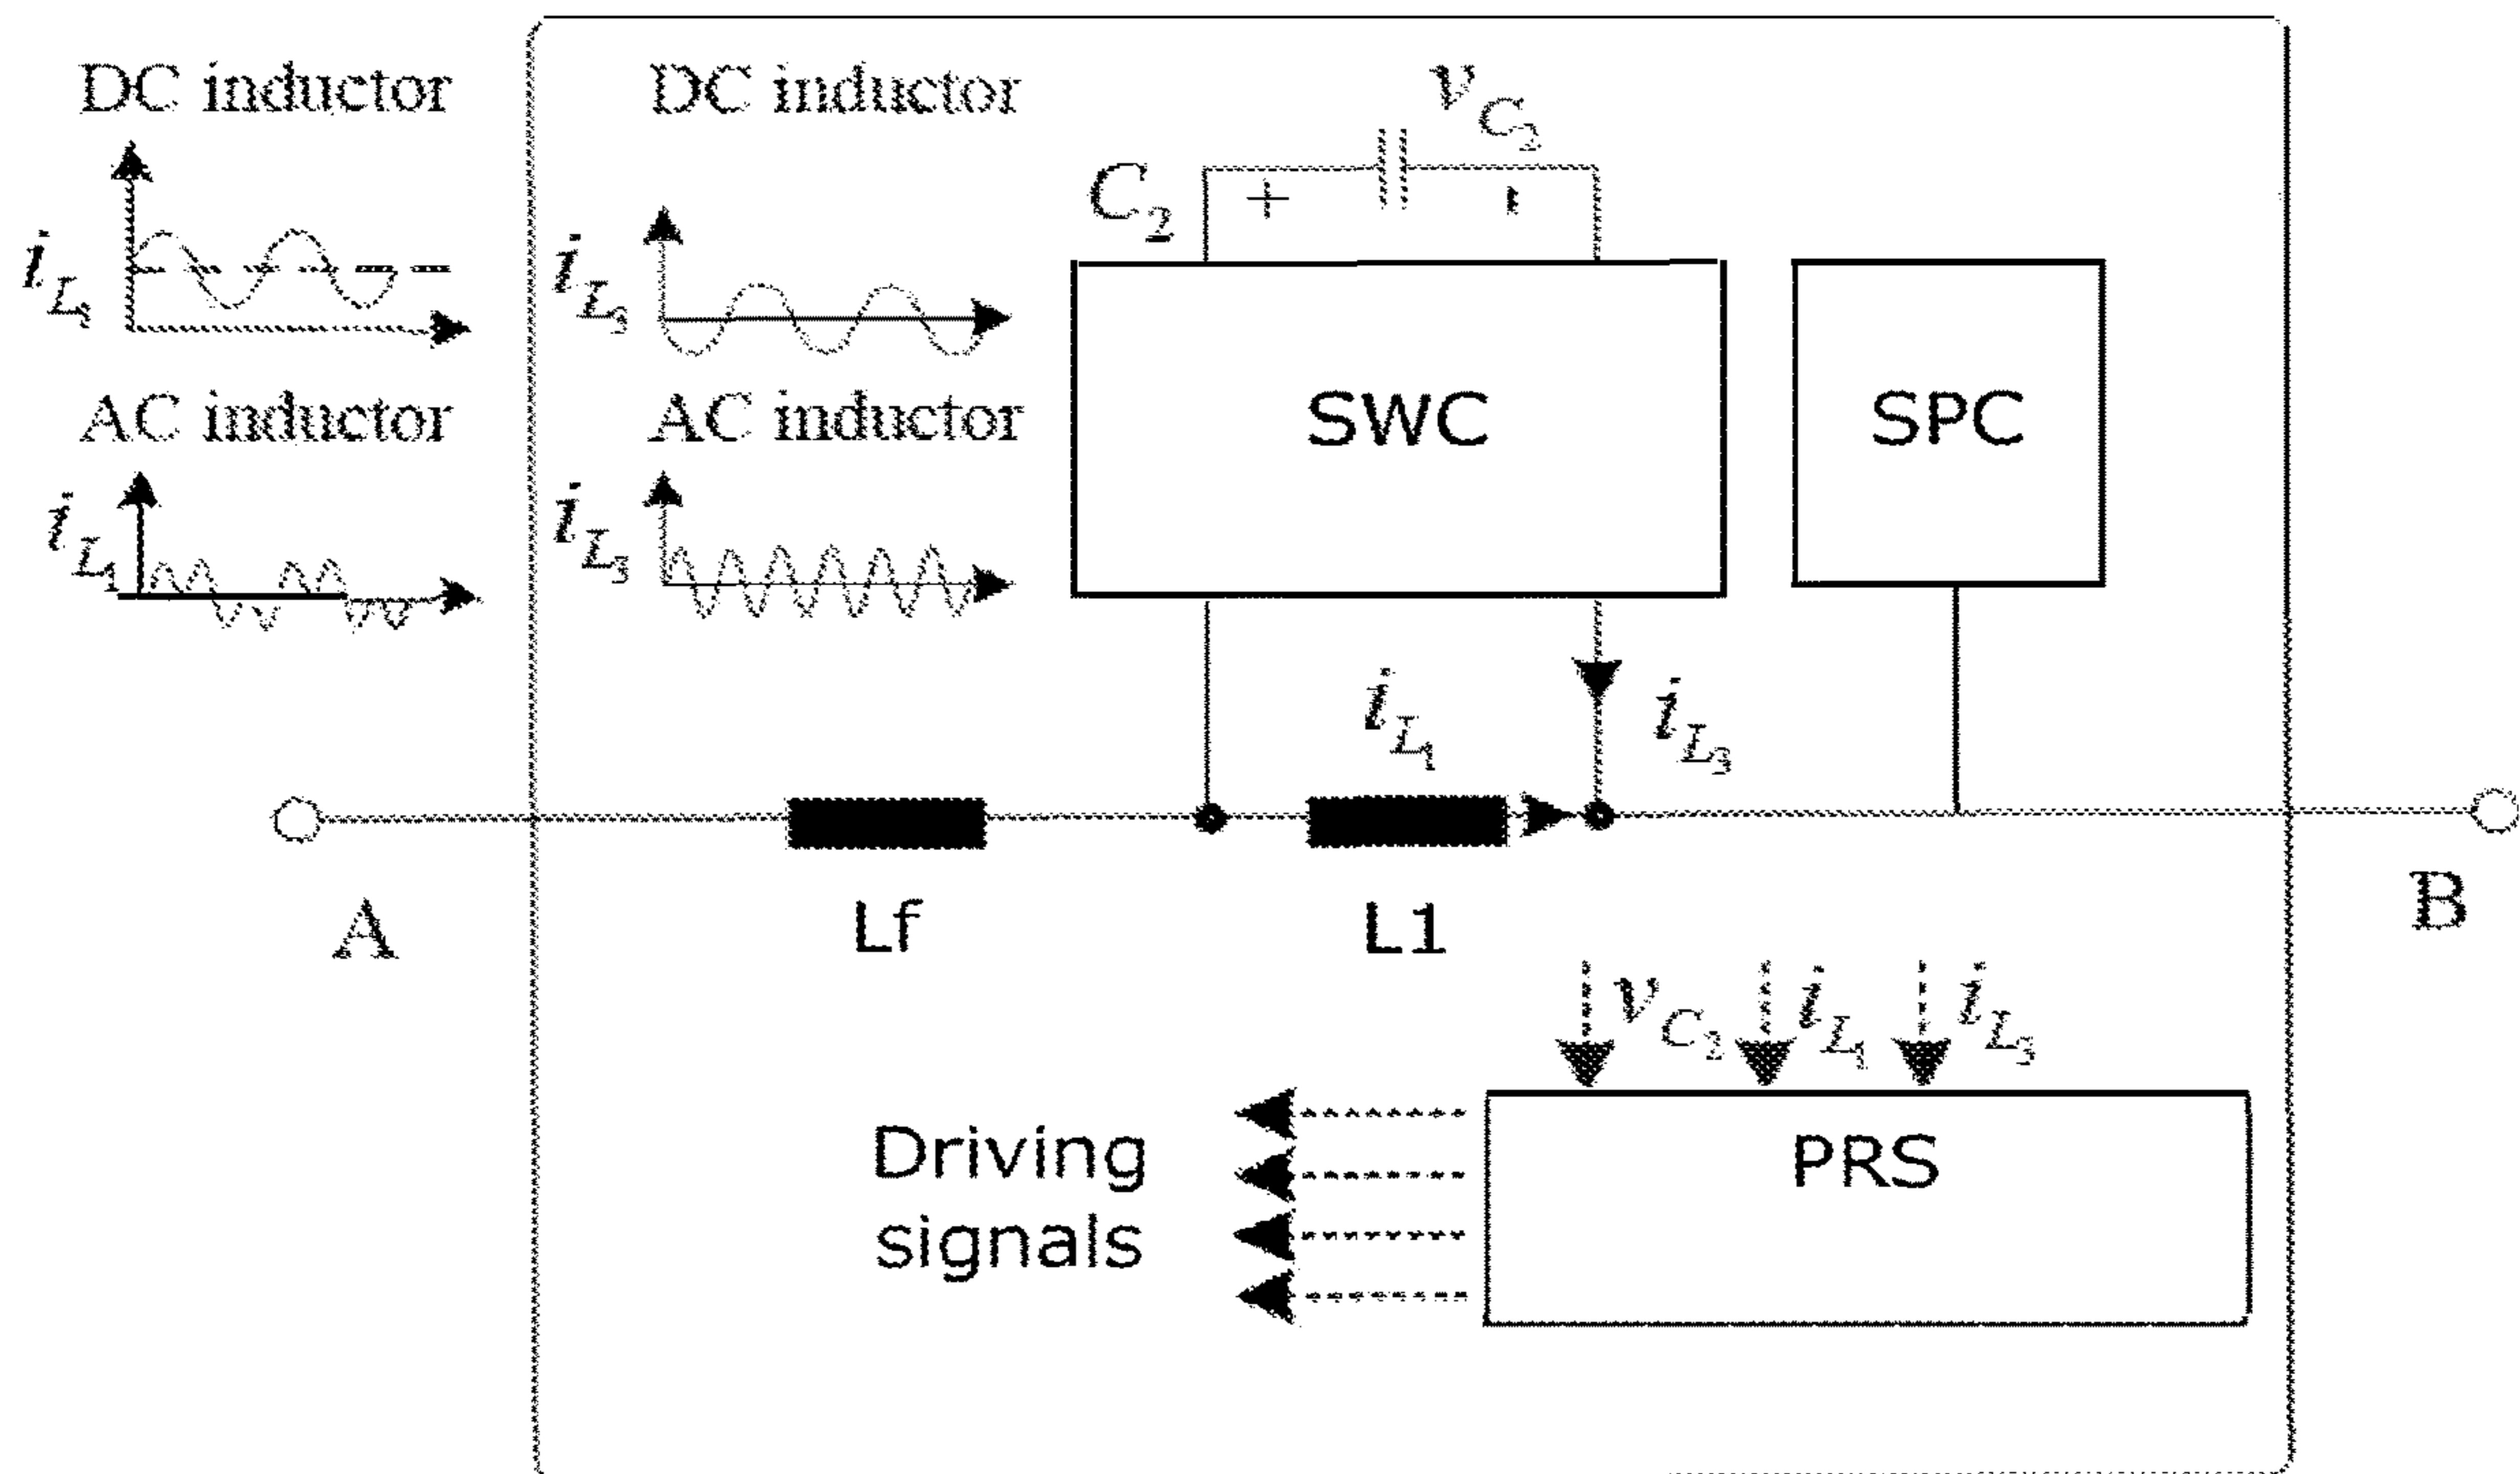 DC inductor
i_L1
AC inductor
i_L1
DC inductor
i_L3
AC inductor
i_L3
v_C2
C_2
+
-
SWC
SPC
i_L1
i_L3
A
Lf
L1
B
v_C2
i_L1
i_L3
Driving
signals
PRS